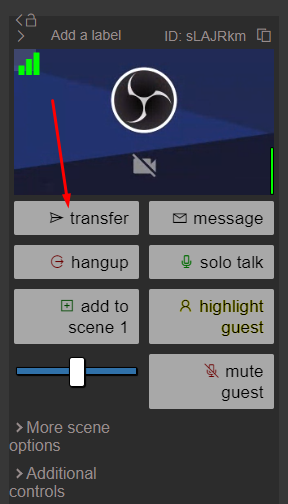 Add a label ID: sLAJRkm
transfer message
hangup solo talk
add to highlight
scene 1 guest
mute
guest
More scene
options
Additional
controls